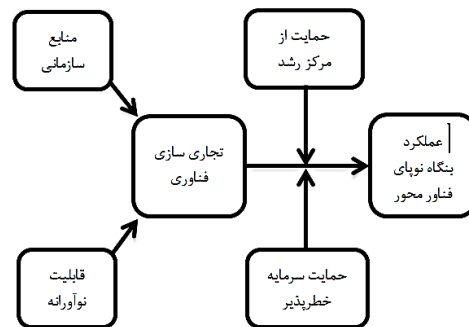 منابع
سازمانی
حمایت از
مرکز رشد
تجاری سازی
فناوری
عملکرد
بنگاه نوپای
فناور محور
قابلیت
نوآورانه
حمایت سرمایه
خطرپذیر